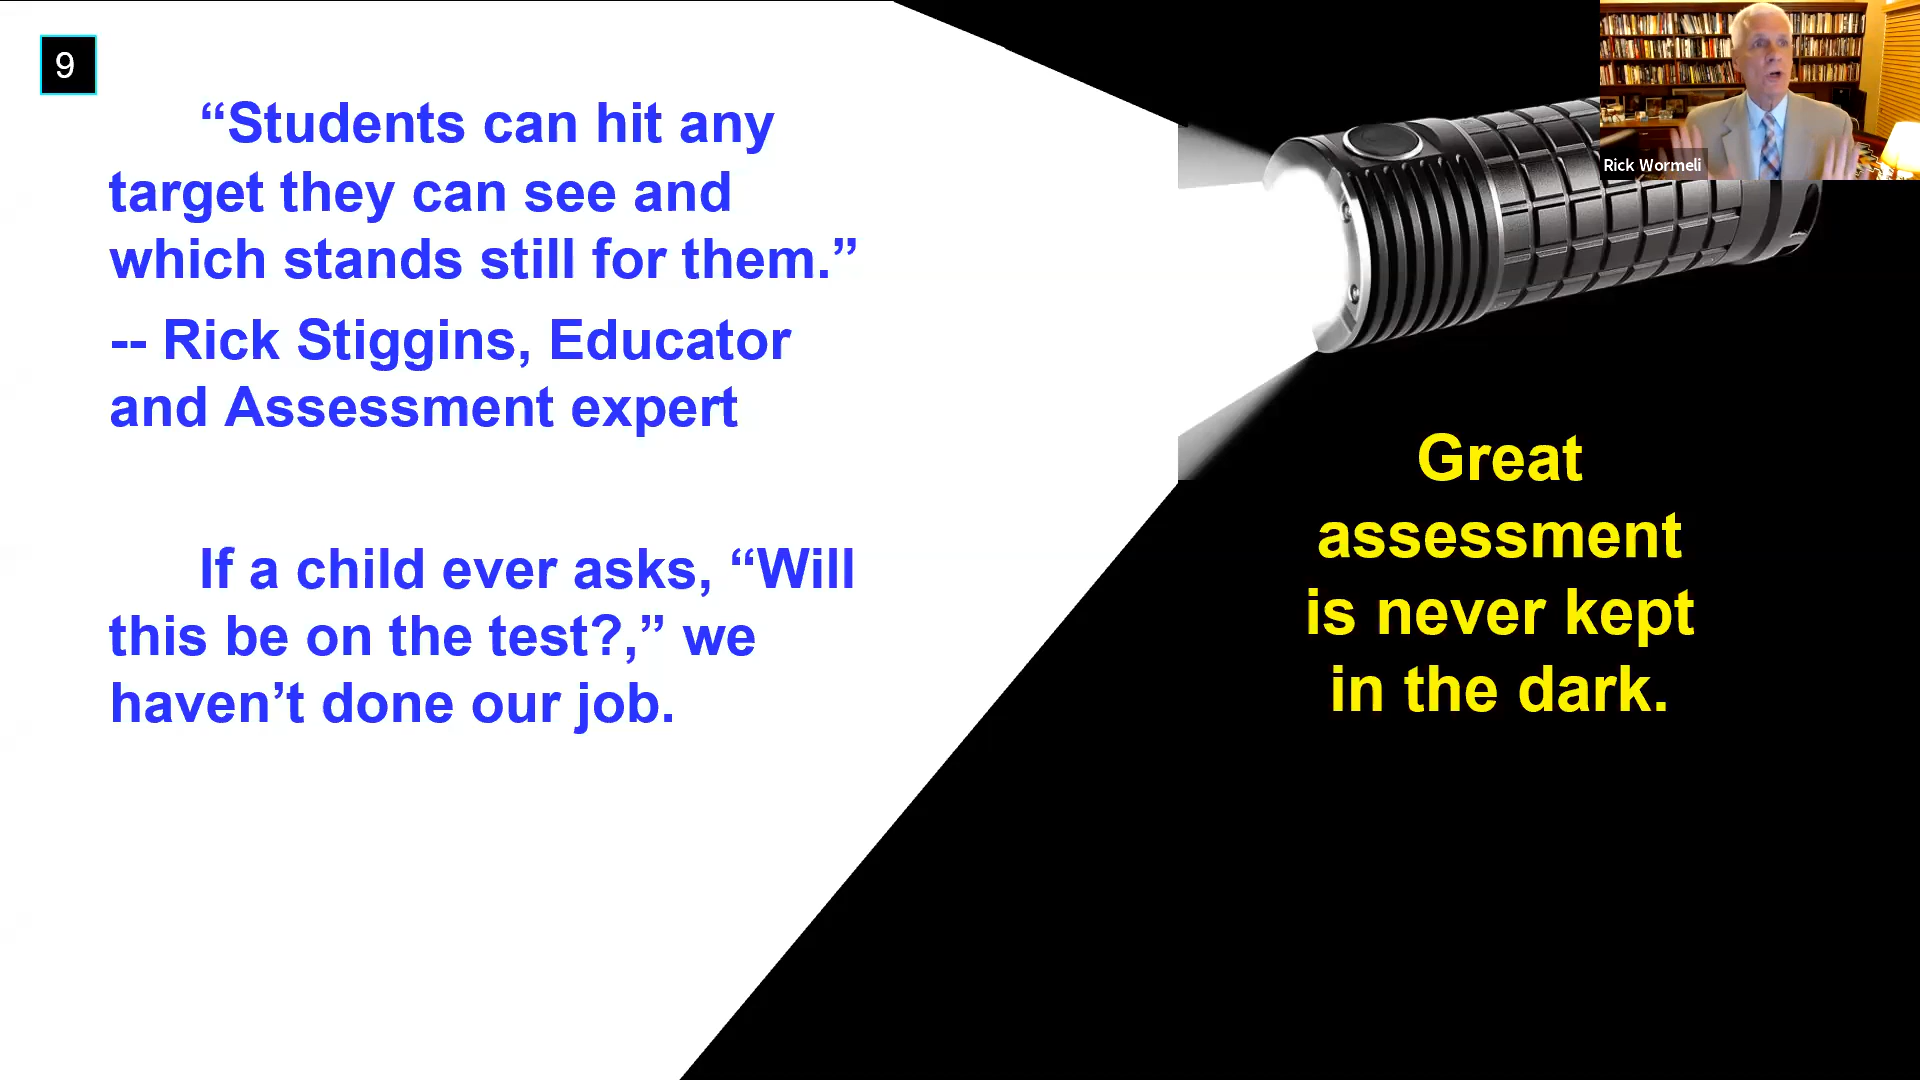 9
“Students can hit any
target they can see and
which stands still for them.”
-- Rick Stiggins, Educator
and Assessment expert
If a child ever asks, “Will
this be on the test?,” we
haven’t done our job.
Great
assessment
is never kept
in the dark.
Rick Wormeli